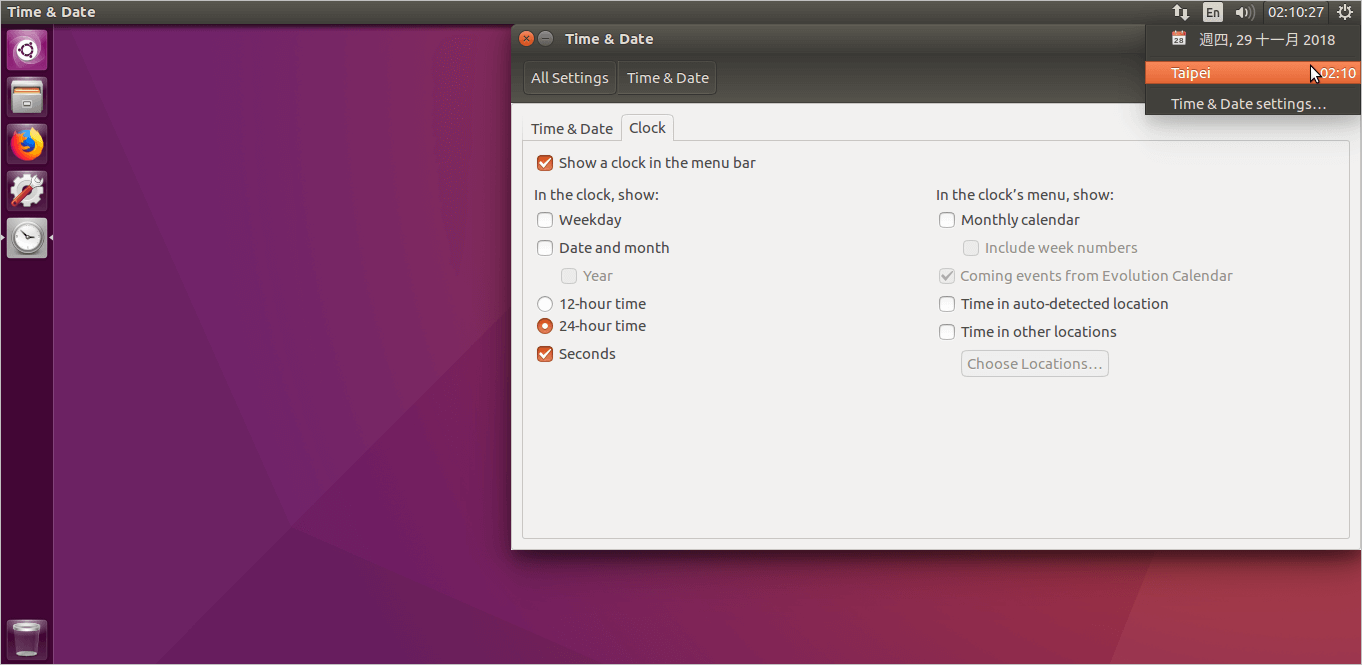 Time & Date
En
02:10:27
28
週四, 29 十一月 2018
Taipei
02:10
Time & Date settings...
Time & Date
All Settings
Time & Date
Time & Date
Clock
Show a clock in the menu bar
In the clock, show:
Weekday
Date and month
Year
12-hour time
24-hour time
Seconds
In the clock’s menu, show:
Monthly calendar
Include week numbers
Coming events from Evolution Calendar
Time in auto-detected location
Time in other locations
Choose Locations...